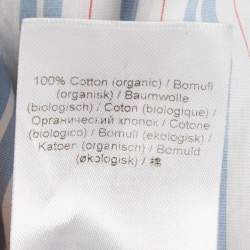 100% Cotton (organic) / Bomull
(organisk) / Baumwolle
(biologisch) / Coton (biologique) /
Органический хлопок / Cotone
(biologico) / Bomull (ekologisk) /
Katoen (organisch) / Bomuld
(økologisk) / 棉